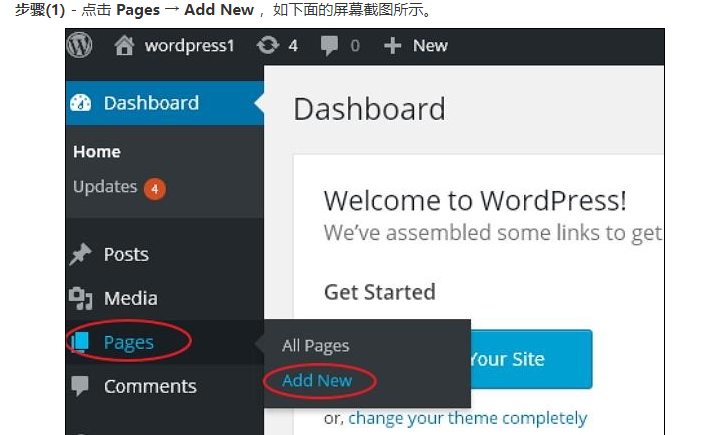 步骤(1) - 点击 Pages → Add New ，如下面的屏幕截图所示。
wordpress1 4 0 New
Dashboard
Dashboard
Home
Updates 4
Welcome to WordPress!
We've assembled some links to get
Posts
Media
Get Started
Pages
All Pages
Your Site
Add New
Comments
or, change your theme completely